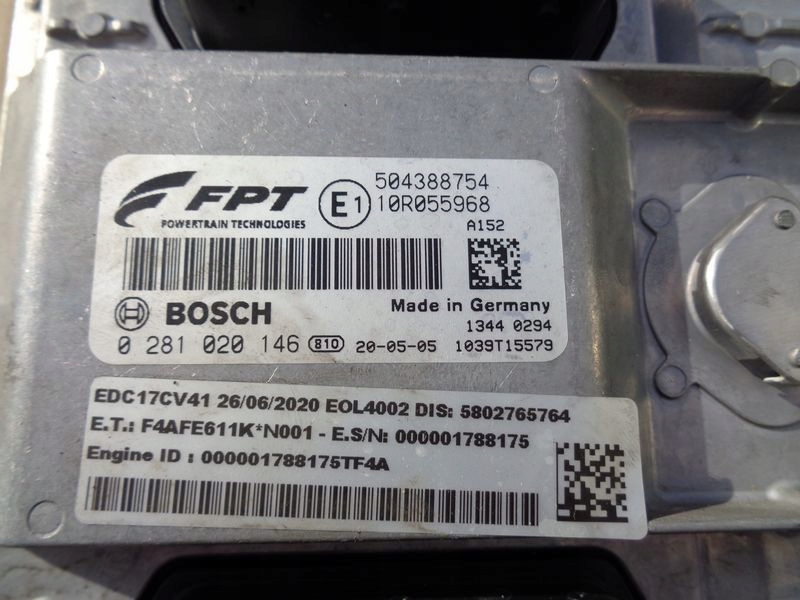 FPT
POWERTRAIN TECHNOLOGIES
E1
504388754
10R055968
A152
BOSCH
Made in Germany
1344 0294
0 281 020 146 810 20-05-05 1039T15579
EDC17CV41 26/06/2020 EOL4002 DIS: 5802765764
E.T.: F4AFE611K*N001 - E.S/N: 000001788175
Engine ID : 000001788175TF4A